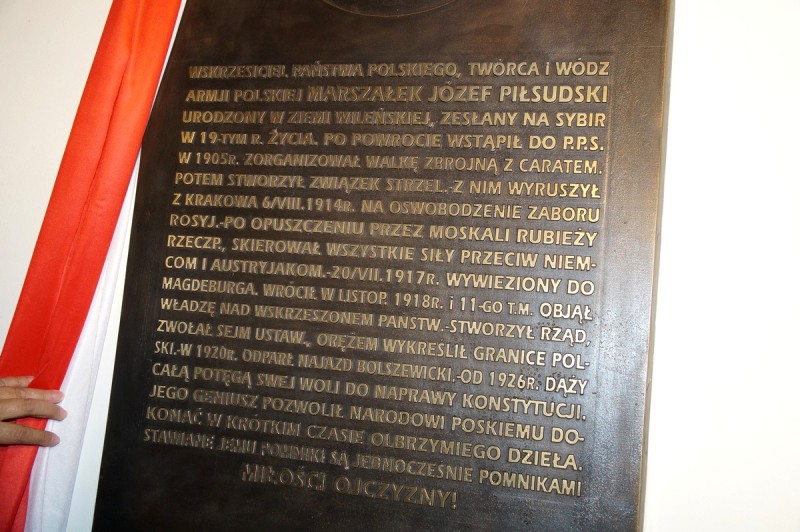 WSKRZESICIEL PAŃSTWA POLSKIEGO, TWÓRCA i WÓDZ
ARMJI POLSKIEJ MARSZAŁEK JÓZEF PIŁSUDSKI
URODZONY W ZIEMI WILEŃSKIEJ, ZESŁANY NA SYBIR
W 19-TYM R. ŻYCIA. PO POWROCIE WSTĄPIŁ DO P.P.S.
W 1905R. ZORGANIZOWAŁ WALKĘ ZBROJNĄ Z CARATEM.
POTEM STWORZYŁ ZWIĄZEK STRZEL.-Z NIM WYRUSZYŁ
Z KRAKOWA 6/VIII.1914R. NA OSWOBODZENIE ZABORU
ROSYJ.-PO OPUSZCZENIU PRZEZ MOSKALI RUBIEŻY
RZECZP., SKIEROWAŁ WSZYSTKIE SIŁY PRZECIW NIEM-
COM I AUSTRYJAKOM.-20/VII.1917R. WYWIEZIONY DO
MAGDEBURGA. WRÓCIŁ W LISTOP. 1918R. i 11-GO T.M. OBJĄŁ
WŁADZĘ NAD WSKRZESZONEM PAŃSTW.-STWORZYŁ RZĄD,
ZWOŁAŁ SEJM USTAW., ORĘŻEM WYKREŚLIŁ GRANICE POL-
SKI.-W 1920R. ODPARŁ NAJAZD BOLSZEWICKI.-OD 1926R. DĄŻY
CAŁĄ POTĘGĄ SWEJ WOLI DO NAPRAWY KONSTYTUCJI.
JEGO GENIUSZ POZWOLIŁ NARODOWI POSKIEMU DO-
KONAĆ W KRÓTKIM CZASIE OLBRZYMIEGO DZIEŁA.
STAWIANE JEMU POMNIKI SĄ JEDNOCZEŚNIE POMNIKAMI
MIŁOŚCI OJCZYZNY!